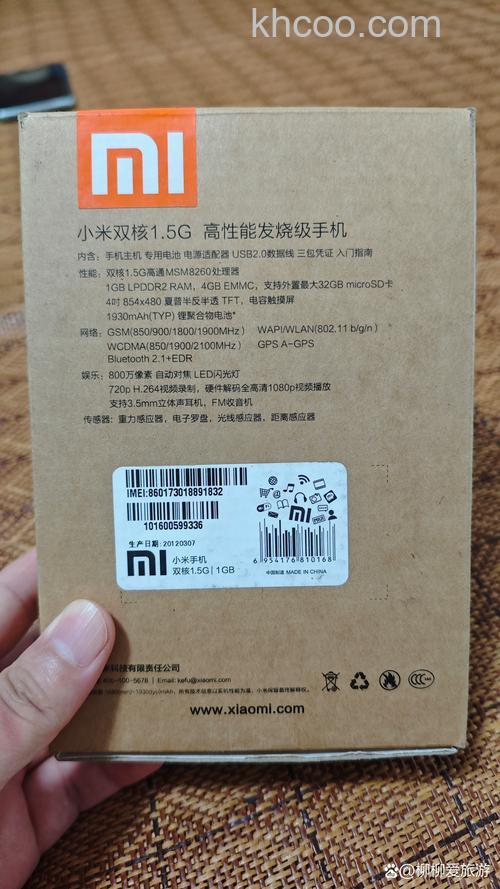 khcoo.com
mi
小米双核1.5G 高性能发烧级手机
内含: 手机主机 专用电池 电源适配器 USB2.0数据线 三包凭证 入门指南
性能: 双核1.5G高通MSM8260处理器
1GB LPDDR2 RAM, 4GB EMMC, 支持外置最大32GB microSD卡
4吋 854x480 夏普半反半透 TFT, 电容触摸屏
1930mAh(TYP) 锂聚合物电池*
网络: GSM(850/900/1800/1900MHz) WAPI/WLAN(802.11 b/g/n)
WCDMA(850/1900/2100MHz) GPS A-GPS
Bluetooth 2.1+EDR
娱乐: 800万像素 自动对焦 LED闪光灯
720p H.264视频录制, 硬件解码全高清1080p视频播放
支持3.5mm立体声耳机, FM收音机
传感器: 重力感应器, 电子罗盘, 光线感应器, 距离感应器
IMEI:860173018891832
101600599336
生产日期: 20120307
mi 小米手机
双核1.5G | 1GB
mi
6 954176 810168
中国制造 MADE IN CHINA
科技有限责任公司
400-100-5678 | Email: kefu@xiaomi.com
www.xiaomi.com
@柳柳爱旅游